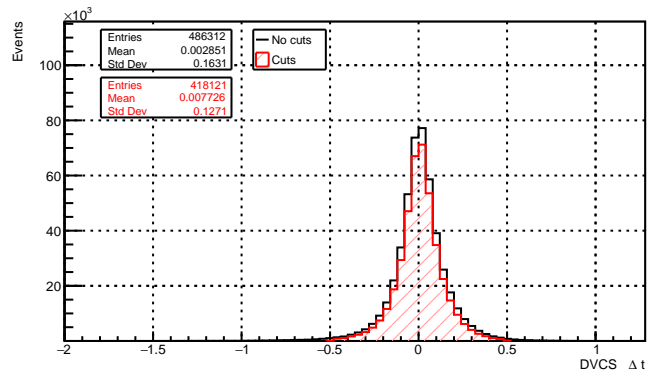 ×10³
Events
Entries 486312
Mean 0.002851
Std Dev 0.1631
Entries 418121
Mean 0.007726
Std Dev 0.1271
No cuts
Cuts
100
80
60
40
20
−2 −1.5 −1 −0.5 0 0.5 1
DVCS Δ t